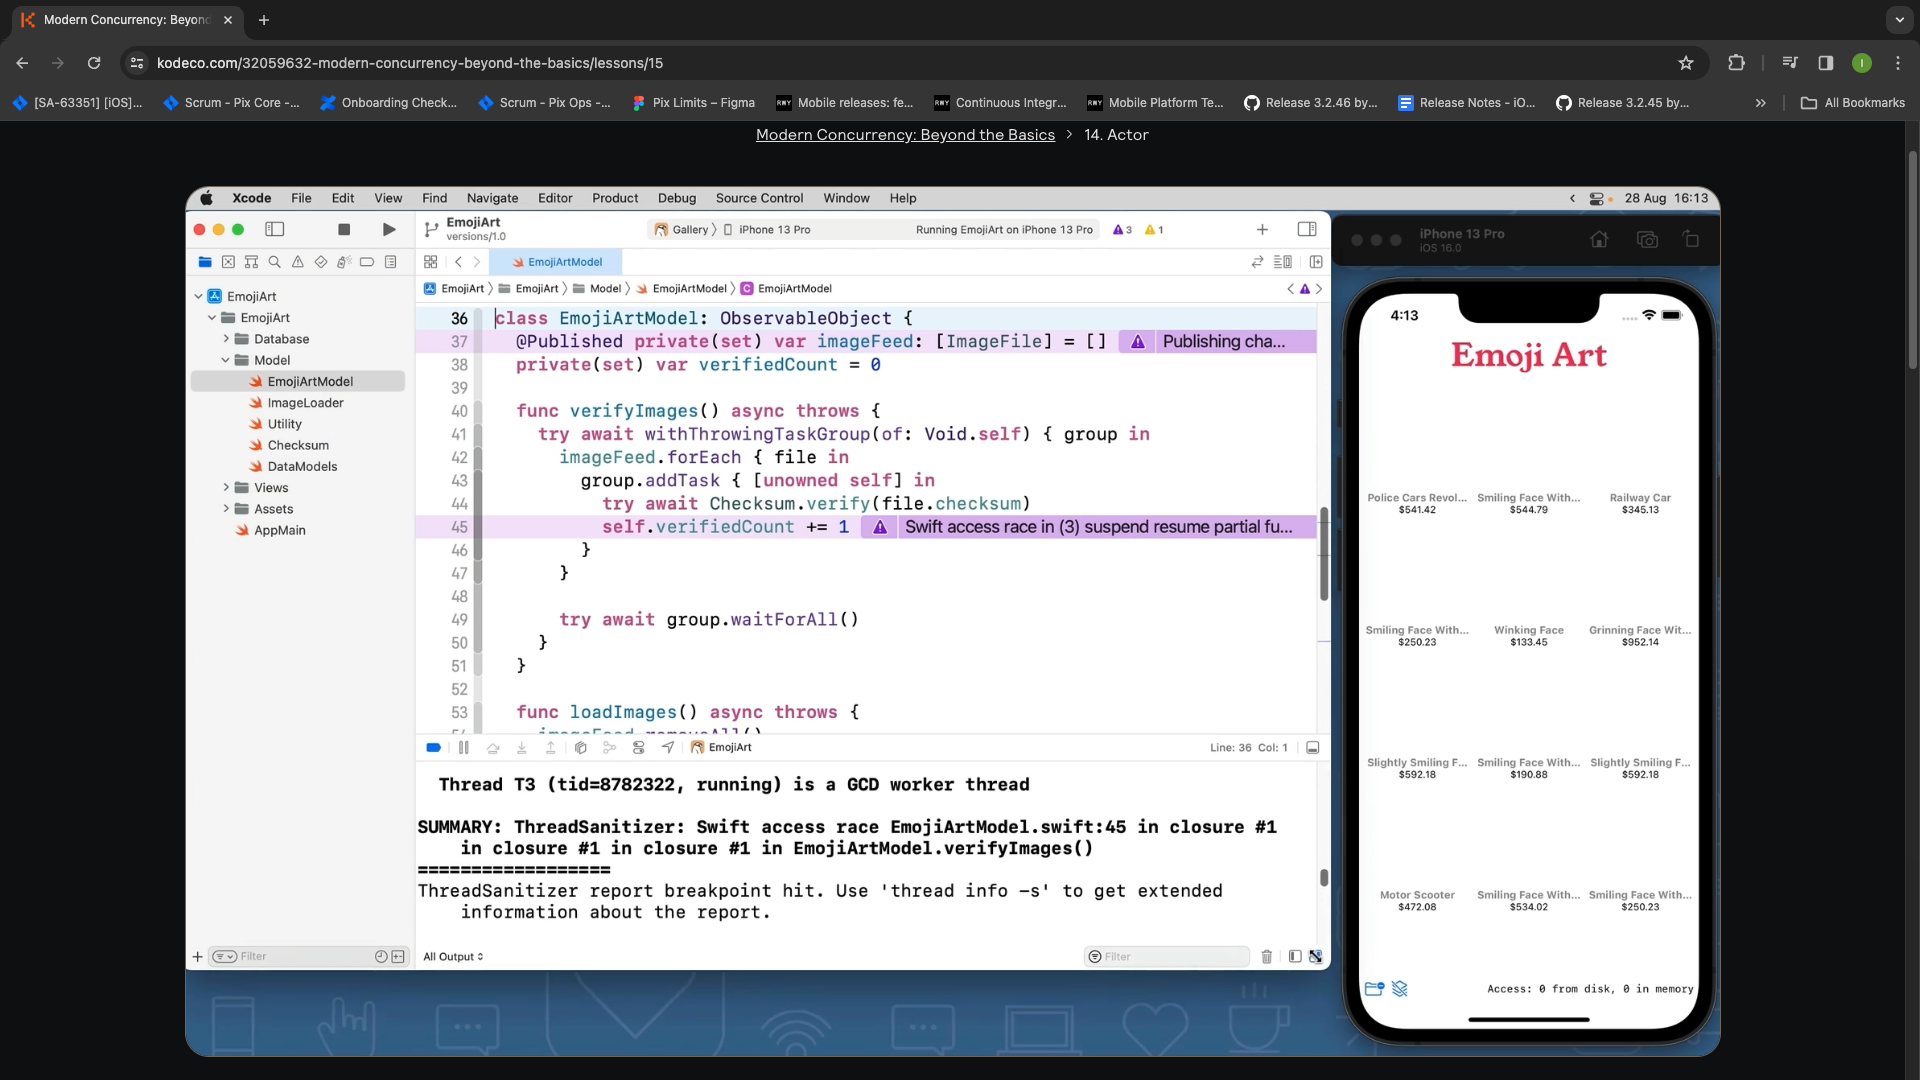 Modern Concurrency: Beyon
kodeco.com/32059632-modern-concurrency-beyond-the-basics/lessons/15
[SA-63351] [iOS]...
Scrum - Pix Core -...
Onboarding Check...
Scrum - Pix Ops -...
Pix Limits – Figma
Mobile releases: fe...
Continuous Integr...
Mobile Platform Te...
Release 3.2.46 by...
Release Notes - iO...
Release 3.2.45 by...
All Bookmarks
Modern Concurrency: Beyond the Basics > 14. Actor
Xcode File Edit View Find Navigate Editor Product Debug Source Control Window Help
28 Aug 16:13
EmojiArt
versions/1.0
Gallery
iPhone 13 Pro
Running EmojiArt on iPhone 13 Pro
3
1
EmojiArtModel
EmojiArt
EmojiArt
Model
EmojiArtModel
EmojiArtModel
EmojiArt
EmojiArt
Database
Model
EmojiArtModel
ImageLoader
Utility
Checksum
DataModels
Views
Assets
AppMain
Filter
36 class EmojiArtModel: ObservableObject {
37 @Published private(set) var imageFeed: [ImageFile] = [] Publishing cha...
38 private(set) var verifiedCount = 0
39
40 func verifyImages() async throws {
41 try await withThrowingTaskGroup(of: Void.self) { group in
42 imageFeed.forEach { file in
43 group.addTask { [unowned self] in
44 try await Checksum.verify(file.checksum)
45 self.verifiedCount += 1 Swift access race in (3) suspend resume partial fu...
46 }
47 }
48
49 try await group.waitForAll()
50 }
51 }
52
53 func loadImages() async throws {
54 imageFeed.removeAll()
EmojiArt
Line: 36 Col: 1
Thread T3 (tid=8782322, running) is a GCD worker thread
SUMMARY: ThreadSanitizer: Swift access race EmojiArtModel.swift:45 in closure #1
in closure #1 in closure #1 in EmojiArtModel.verifyImages()
==================
ThreadSanitizer report breakpoint hit. Use 'thread info -s' to get extended
information about the report.
All Output
Filter
iPhone 13 Pro
iOS 16.0
4:13
Emoji Art
Police Cars Revol... Smiling Face With... Railway Car
$541.42 $544.79 $345.13
Smiling Face With... Winking Face Grinning Face Wit...
$250.23 $133.45 $952.14
Slightly Smiling F... Smiling Face With... Slightly Smiling F...
$592.18 $190.88 $592.18
Motor Scooter Smiling Face With... Smiling Face With...
$472.08 $534.02 $250.23
Access: 0 from disk, 0 in memory